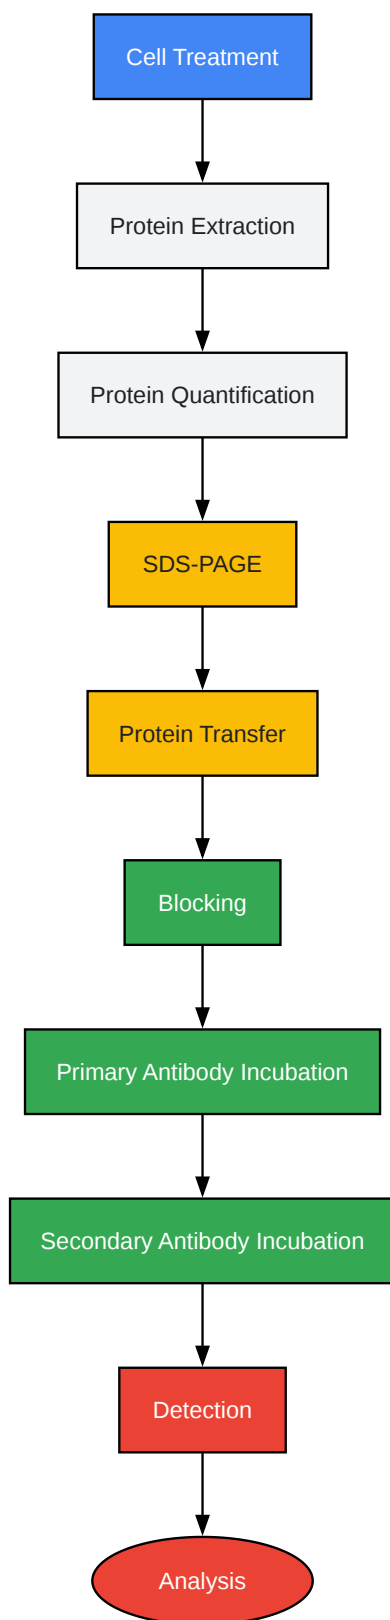 Cell Treatment
Protein Extraction
Protein Quantification
SDS-PAGE
Protein Transfer
Blocking
Primary Antibody Incubation
Secondary Antibody Incubation
Detection
Analysis